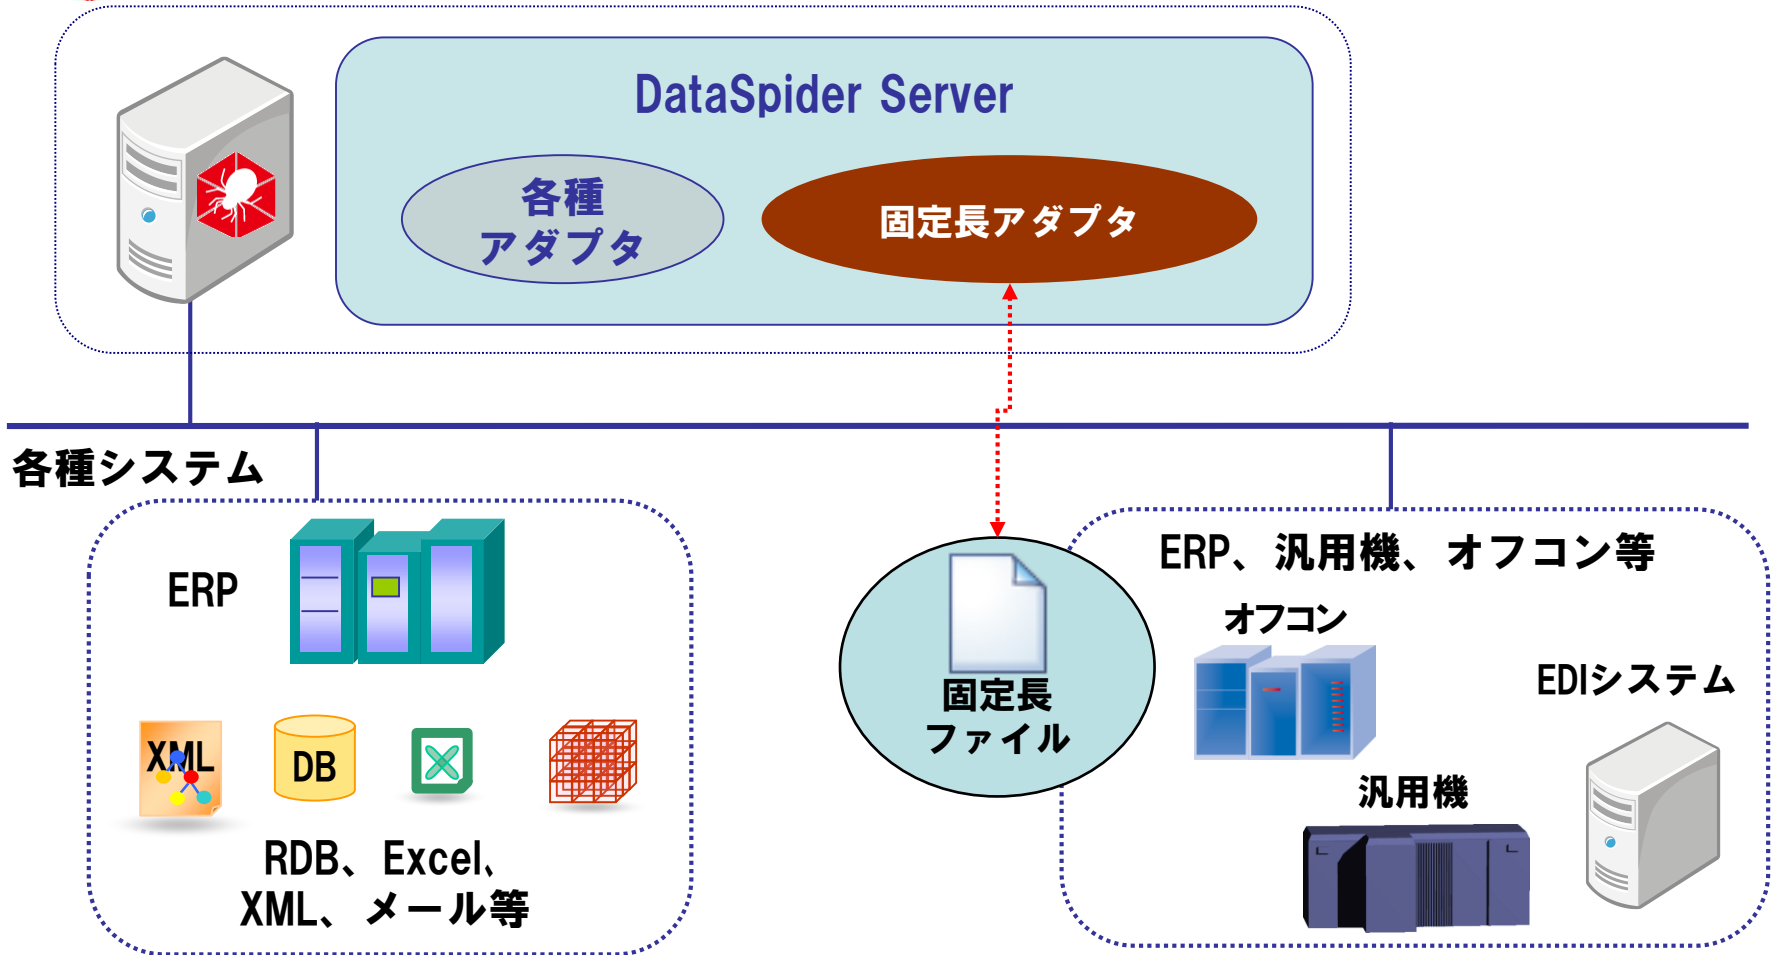 DataSpider Server
各種
アダプタ
固定長アダプタ
各種システム
ERP
XML
DB
RDB、Excel、
XML、メール等
固定長
ファイル
ERP、汎用機、オフコン等
オフコン
EDIシステム
汎用機